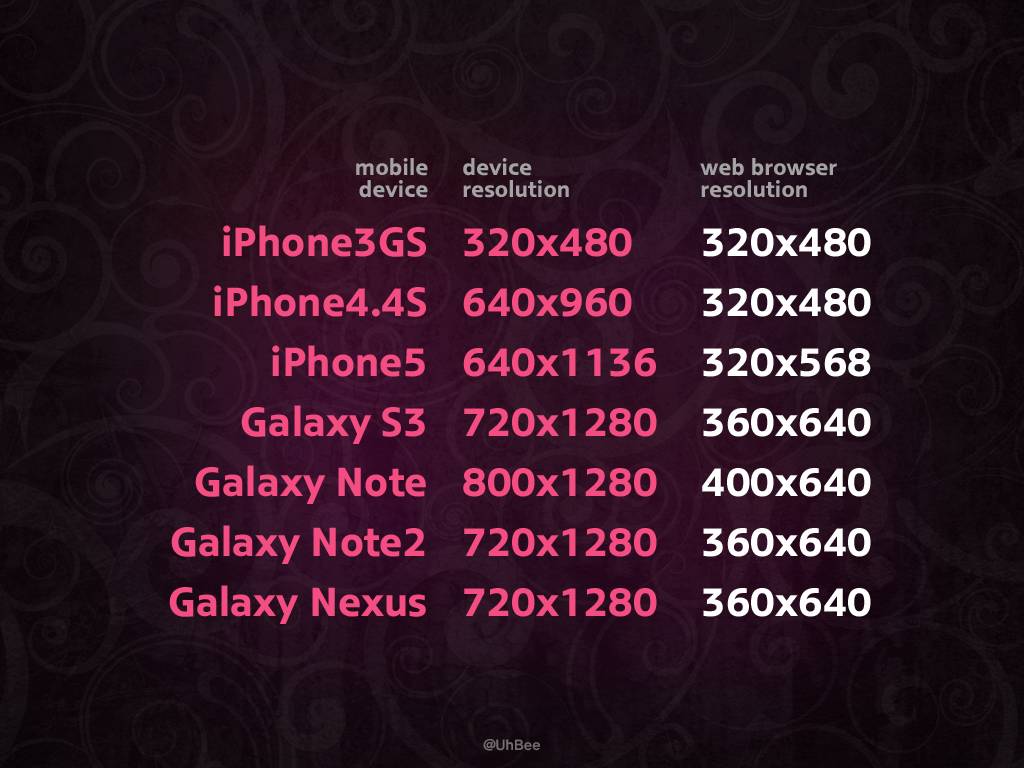 mobile device device resolution web browser resolution
iPhone3GS 320x480 320x480
iPhone4.4S 640x960 320x480
iPhone5 640x1136 320x568
Galaxy S3 720x1280 360x640
Galaxy Note 800x1280 400x640
Galaxy Note2 720x1280 360x640
Galaxy Nexus 720x1280 360x640
@UhBee